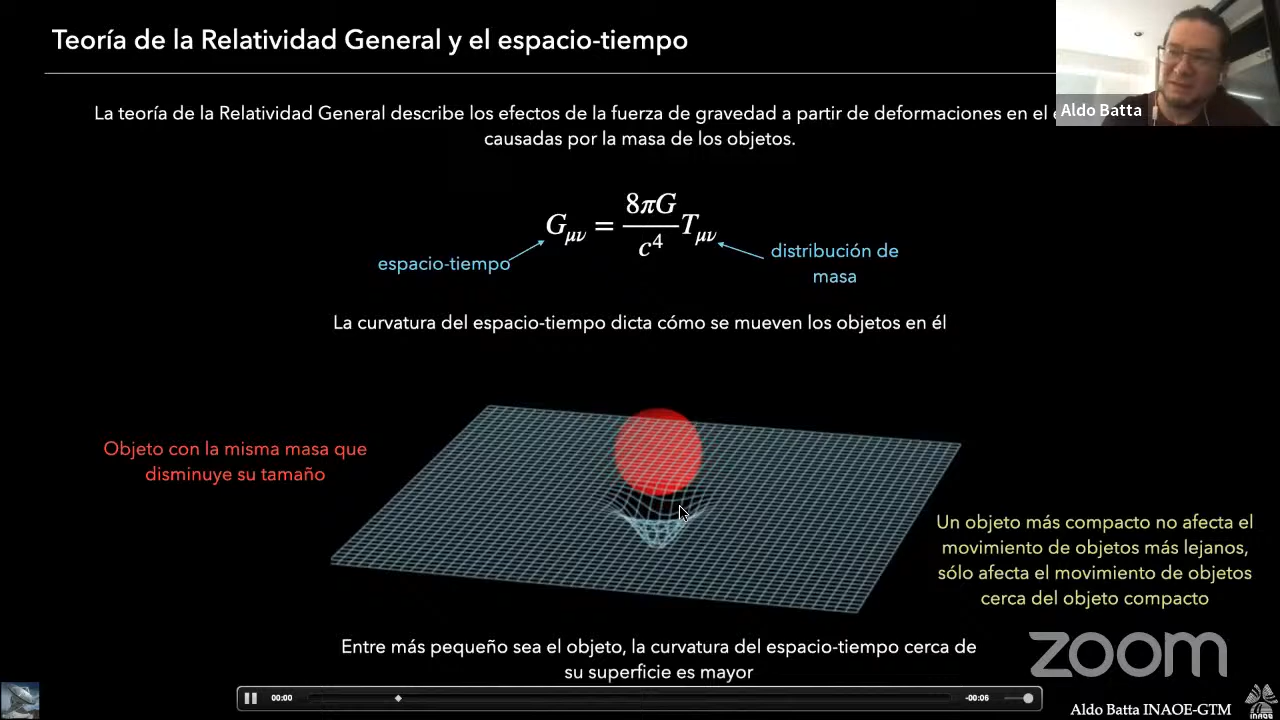 Teoría de la Relatividad General y el espacio-tiempo
Aldo Batta
La teoría de la Relatividad General describe los efectos de la fuerza de gravedad a partir de deformaciones en el
causadas por la masa de los objetos.
G_μν = 8πG/c⁴ T_μν
espacio-tiempo
distribución de
masa
La curvatura del espacio-tiempo dicta cómo se mueven los objetos en él
Objeto con la misma masa que
disminuye su tamaño
Un objeto más compacto no afecta el
movimiento de objetos más lejanos,
sólo afecta el movimiento de objetos
cerca del objeto compacto
Entre más pequeño sea el objeto, la curvatura del espacio-tiempo cerca de
su superficie es mayor
zoom
00:00
-00:06
Aldo Batta INAOE-GTM
INAOE